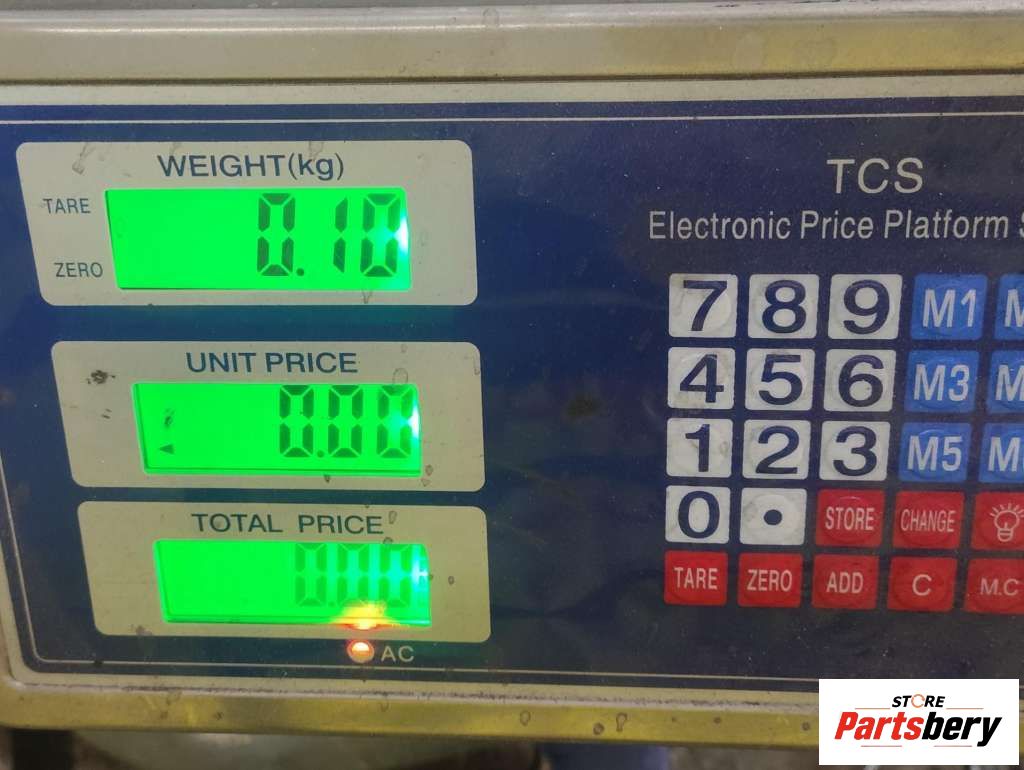 WEIGHT(kg)
TARE
0.10
ZERO
UNIT PRICE
0.00
TOTAL PRICE
0.00
AC
TCS
Electronic Price Platform
7 8 9 M1
4 5 6 M3
1 2 3 M5
0 . STORE CHANGE
TARE ZERO ADD C M.C
STORE
Partsbery